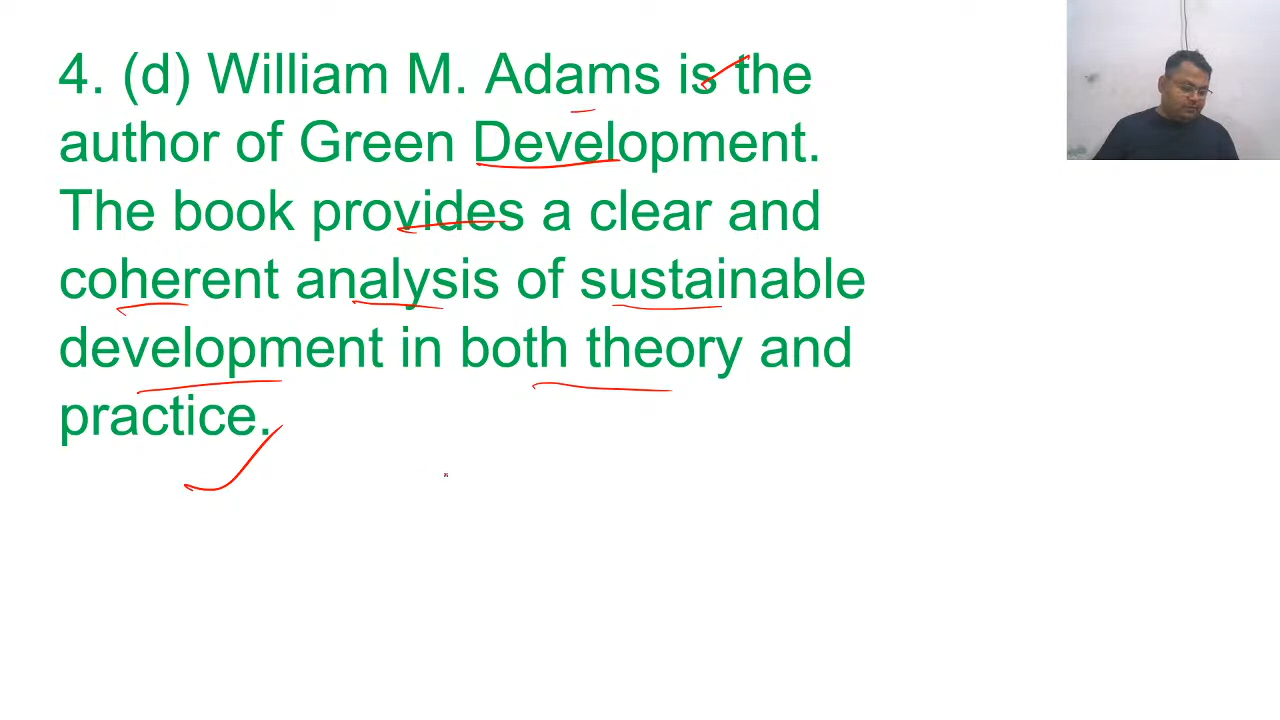 4. (d) William M. Adams is the
author of Green Development.
The book provides a clear and
coherent analysis of sustainable
development in both theory and
practice.